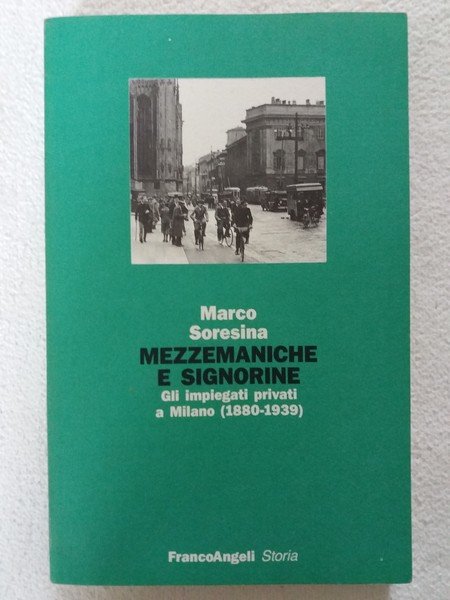 Marco
Soresina
MEZZEMANICHE
E SIGNORINE
Gli impiegati privati
a Milano (1880-1939)
FrancoAngeli Storia